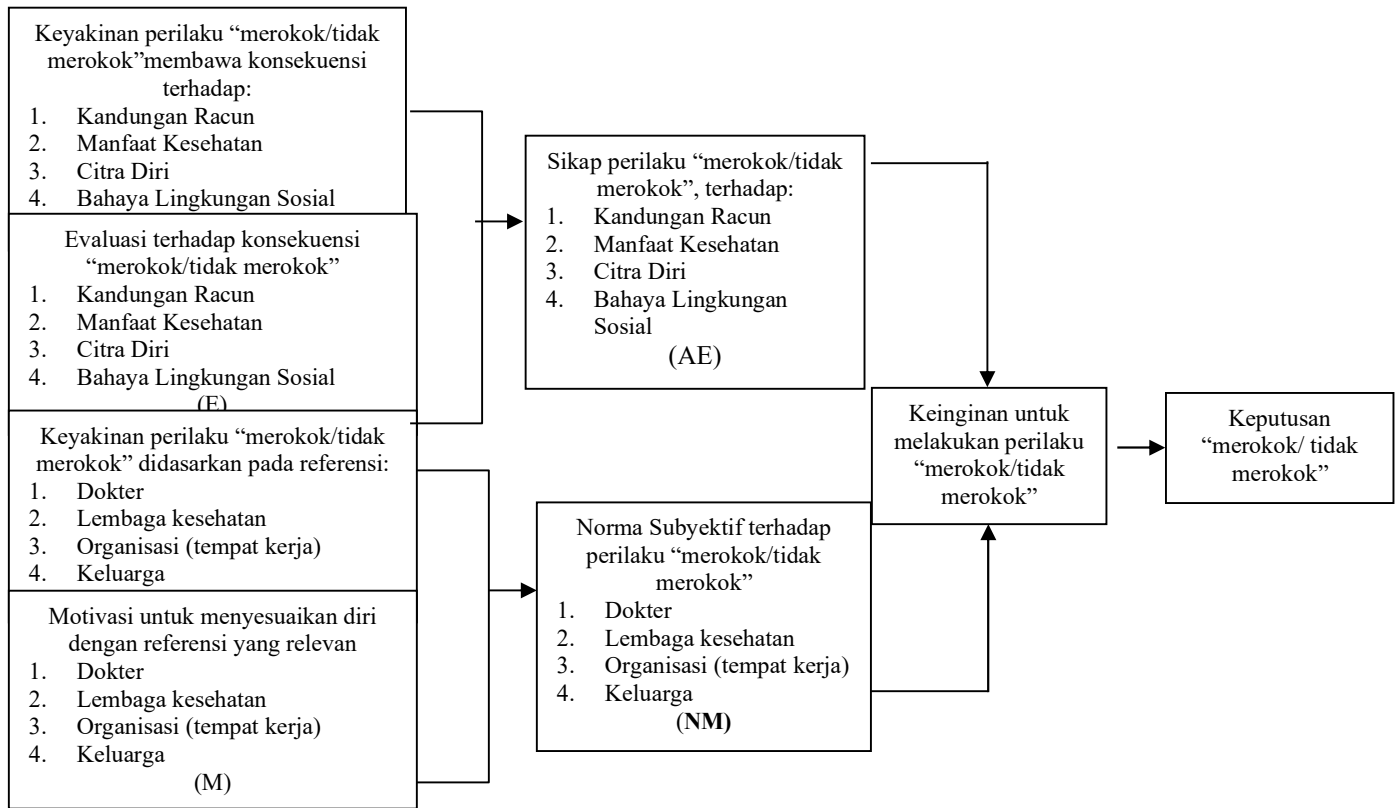 Keyakinan perilaku “merokok/tidak
merokok”membawa konsekuensi
terhadap:
1. Kandungan Racun
2. Manfaat Kesehatan
3. Citra Diri
4. Bahaya Lingkungan Sosial
Evaluasi terhadap konsekuensi
“merokok/tidak merokok”
1. Kandungan Racun
2. Manfaat Kesehatan
3. Citra Diri
4. Bahaya Lingkungan Sosial
(E)
Keyakinan perilaku “merokok/tidak
merokok” didasarkan pada referensi:
1. Dokter
2. Lembaga kesehatan
3. Organisasi (tempat kerja)
4. Keluarga
Motivasi untuk menyesuaikan diri
dengan referensi yang relevan
1. Dokter
2. Lembaga kesehatan
3. Organisasi (tempat kerja)
4. Keluarga
(M)
Sikap perilaku “merokok/tidak
merokok”, terhadap:
1. Kandungan Racun
2. Manfaat Kesehatan
3. Citra Diri
4. Bahaya Lingkungan
Sosial
(AE)
Norma Subyektif terhadap
perilaku “merokok/tidak
merokok”
1. Dokter
2. Lembaga kesehatan
3. Organisasi (tempat kerja)
4. Keluarga
(NM)
Keinginan untuk
melakukan perilaku
“merokok/tidak
merokok”
Keputusan
“merokok/ tidak
merokok”